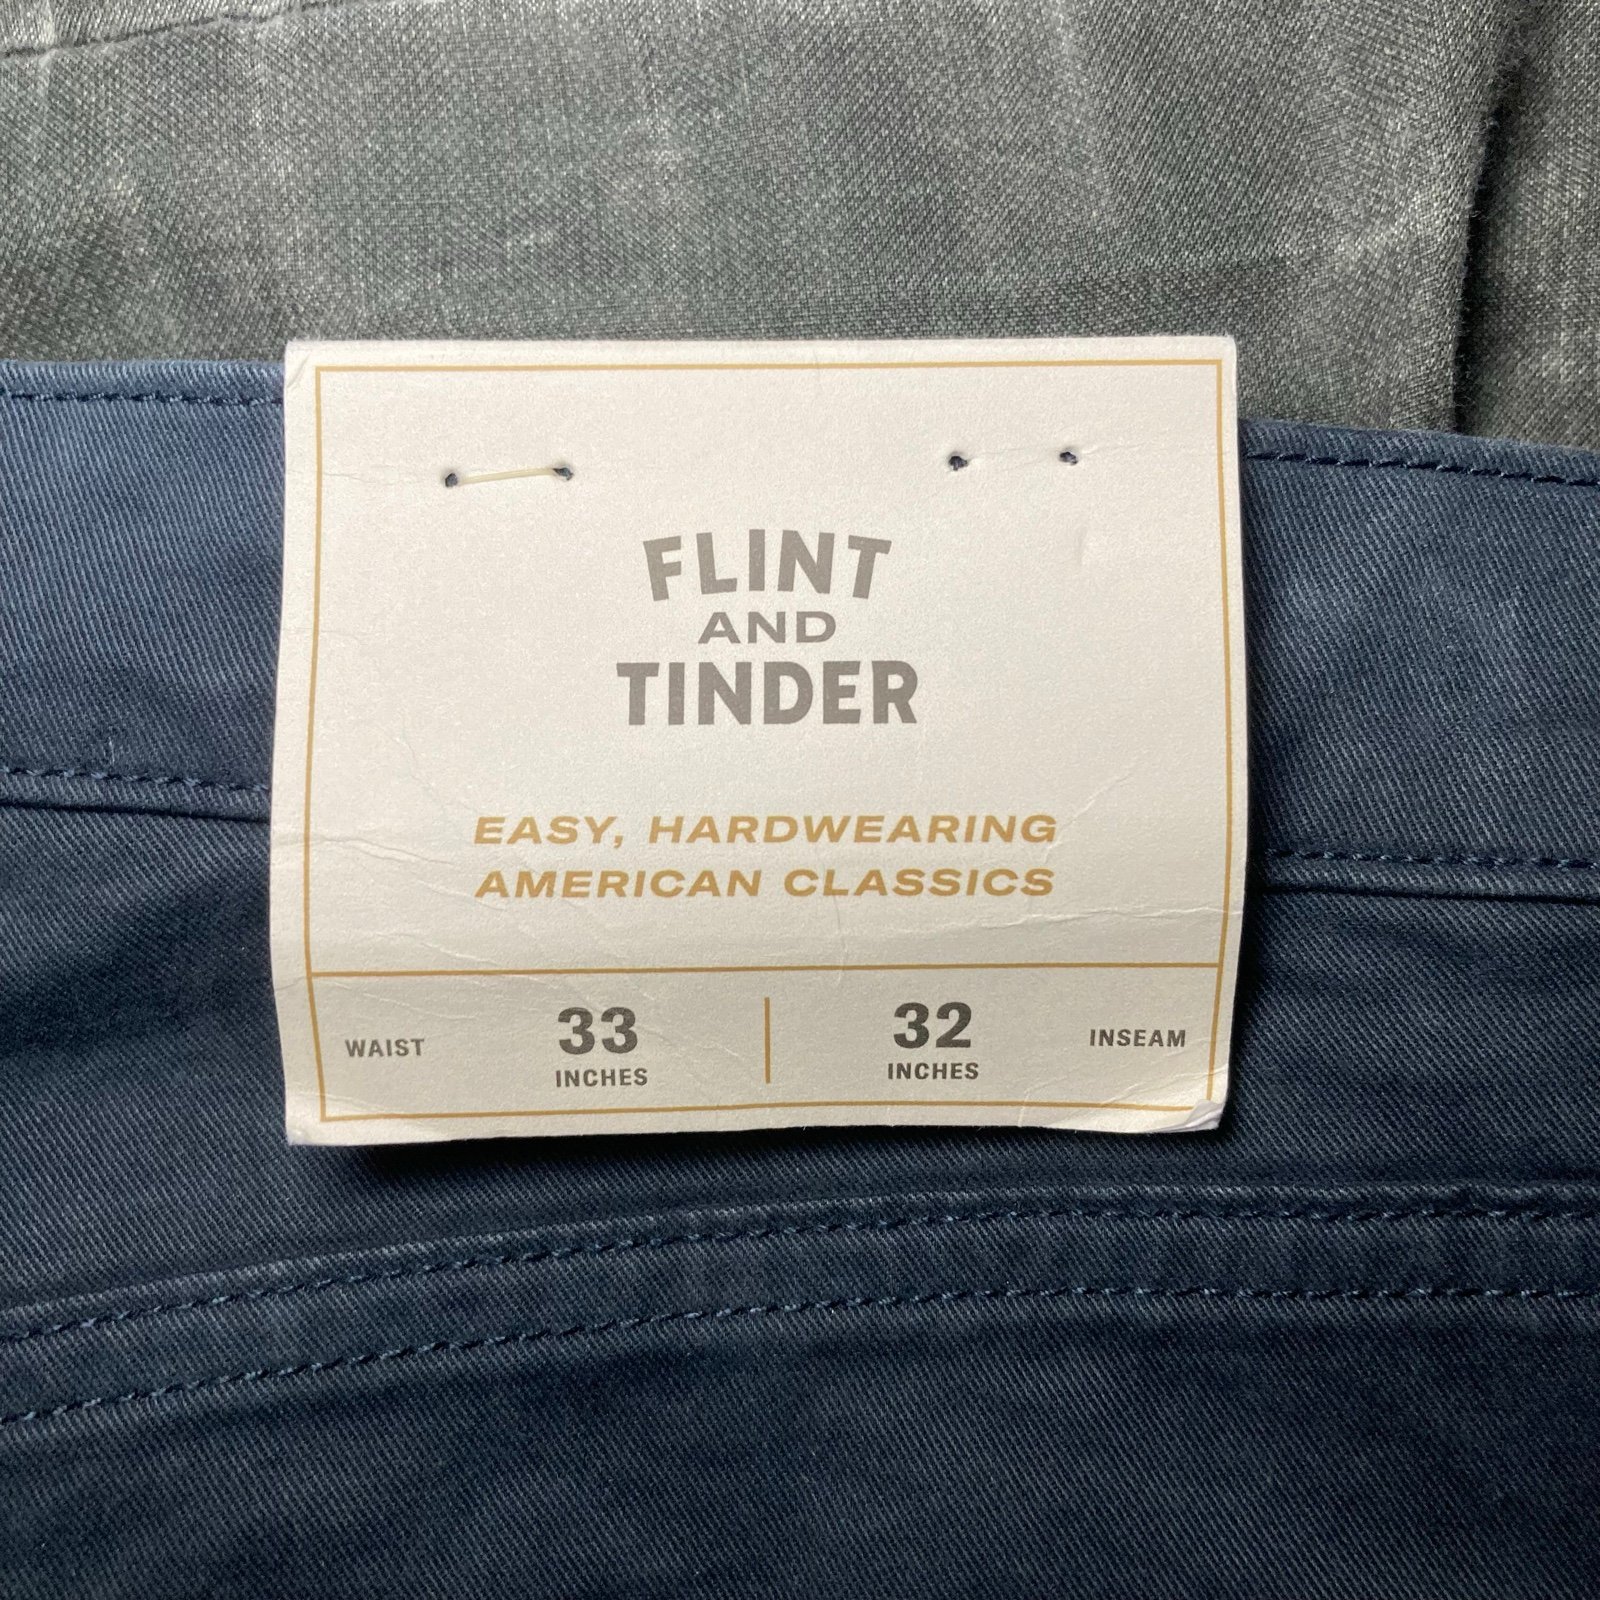 FLINT
AND
TINDER
EASY, HARDWEARING
AMERICAN CLASSICS
WAIST 33 INCHES
32 INCHES INSEAM